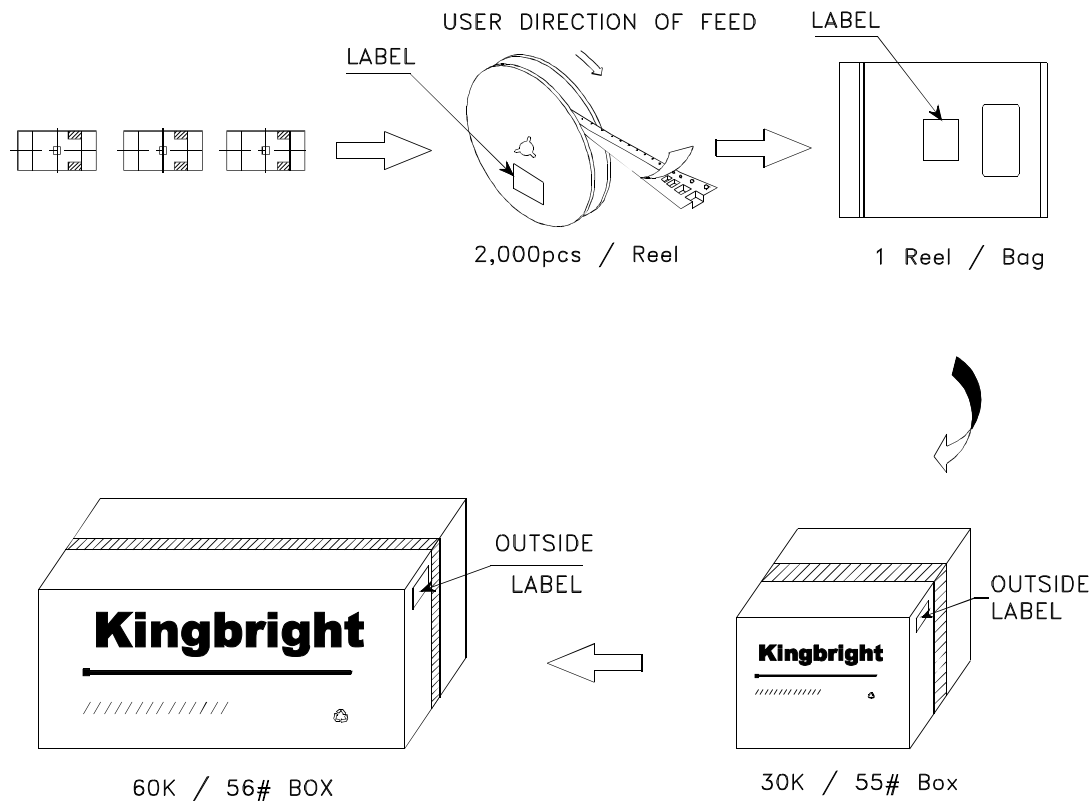 USER DIRECTION OF FEED
LABEL
LABEL
2,000pcs / Reel
1 Reel / Bag
OUTSIDE
LABEL
Kingbright
60K / 56# BOX
OUTSIDE
LABEL
Kingbright
30K / 55# Box